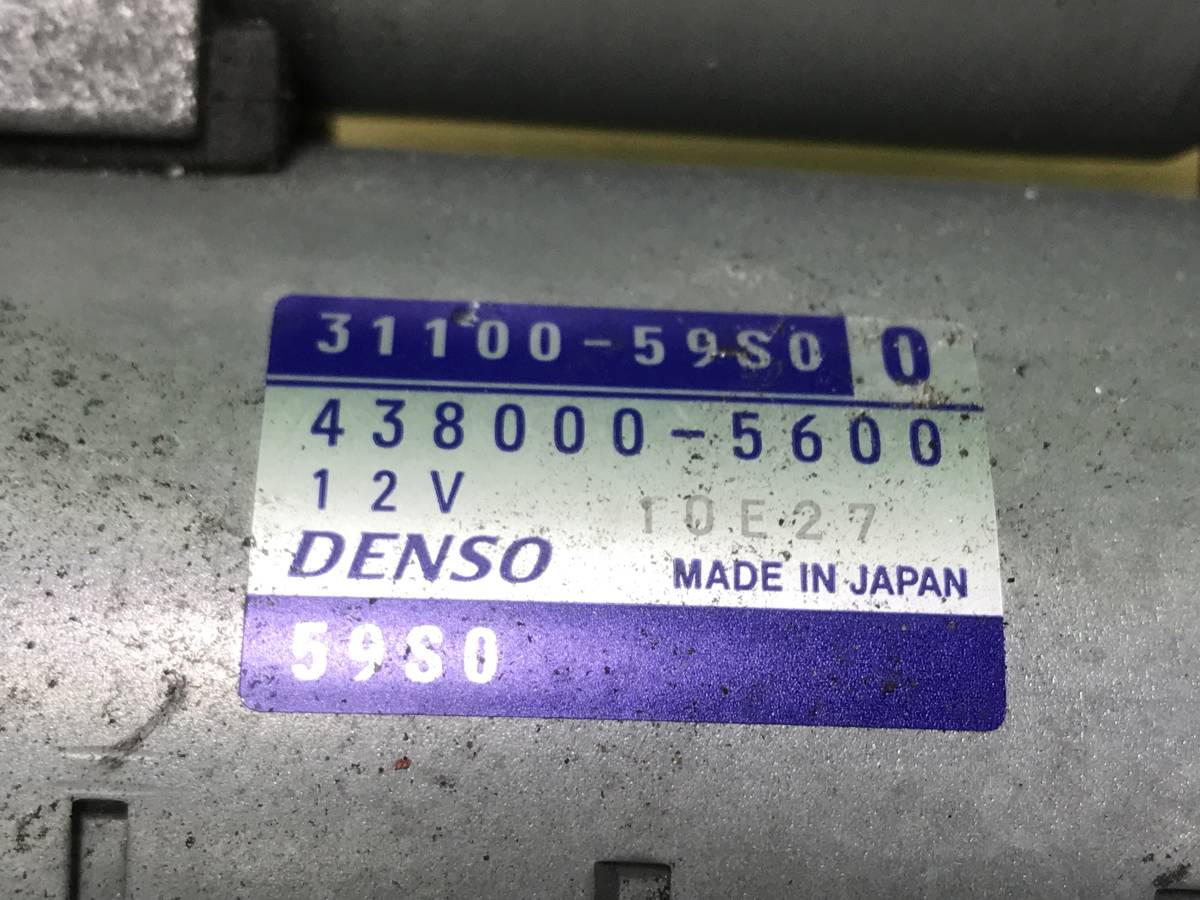 31100-59S0 0
438000-5600
12V 10E27
DENSO MADE IN JAPAN
59S0